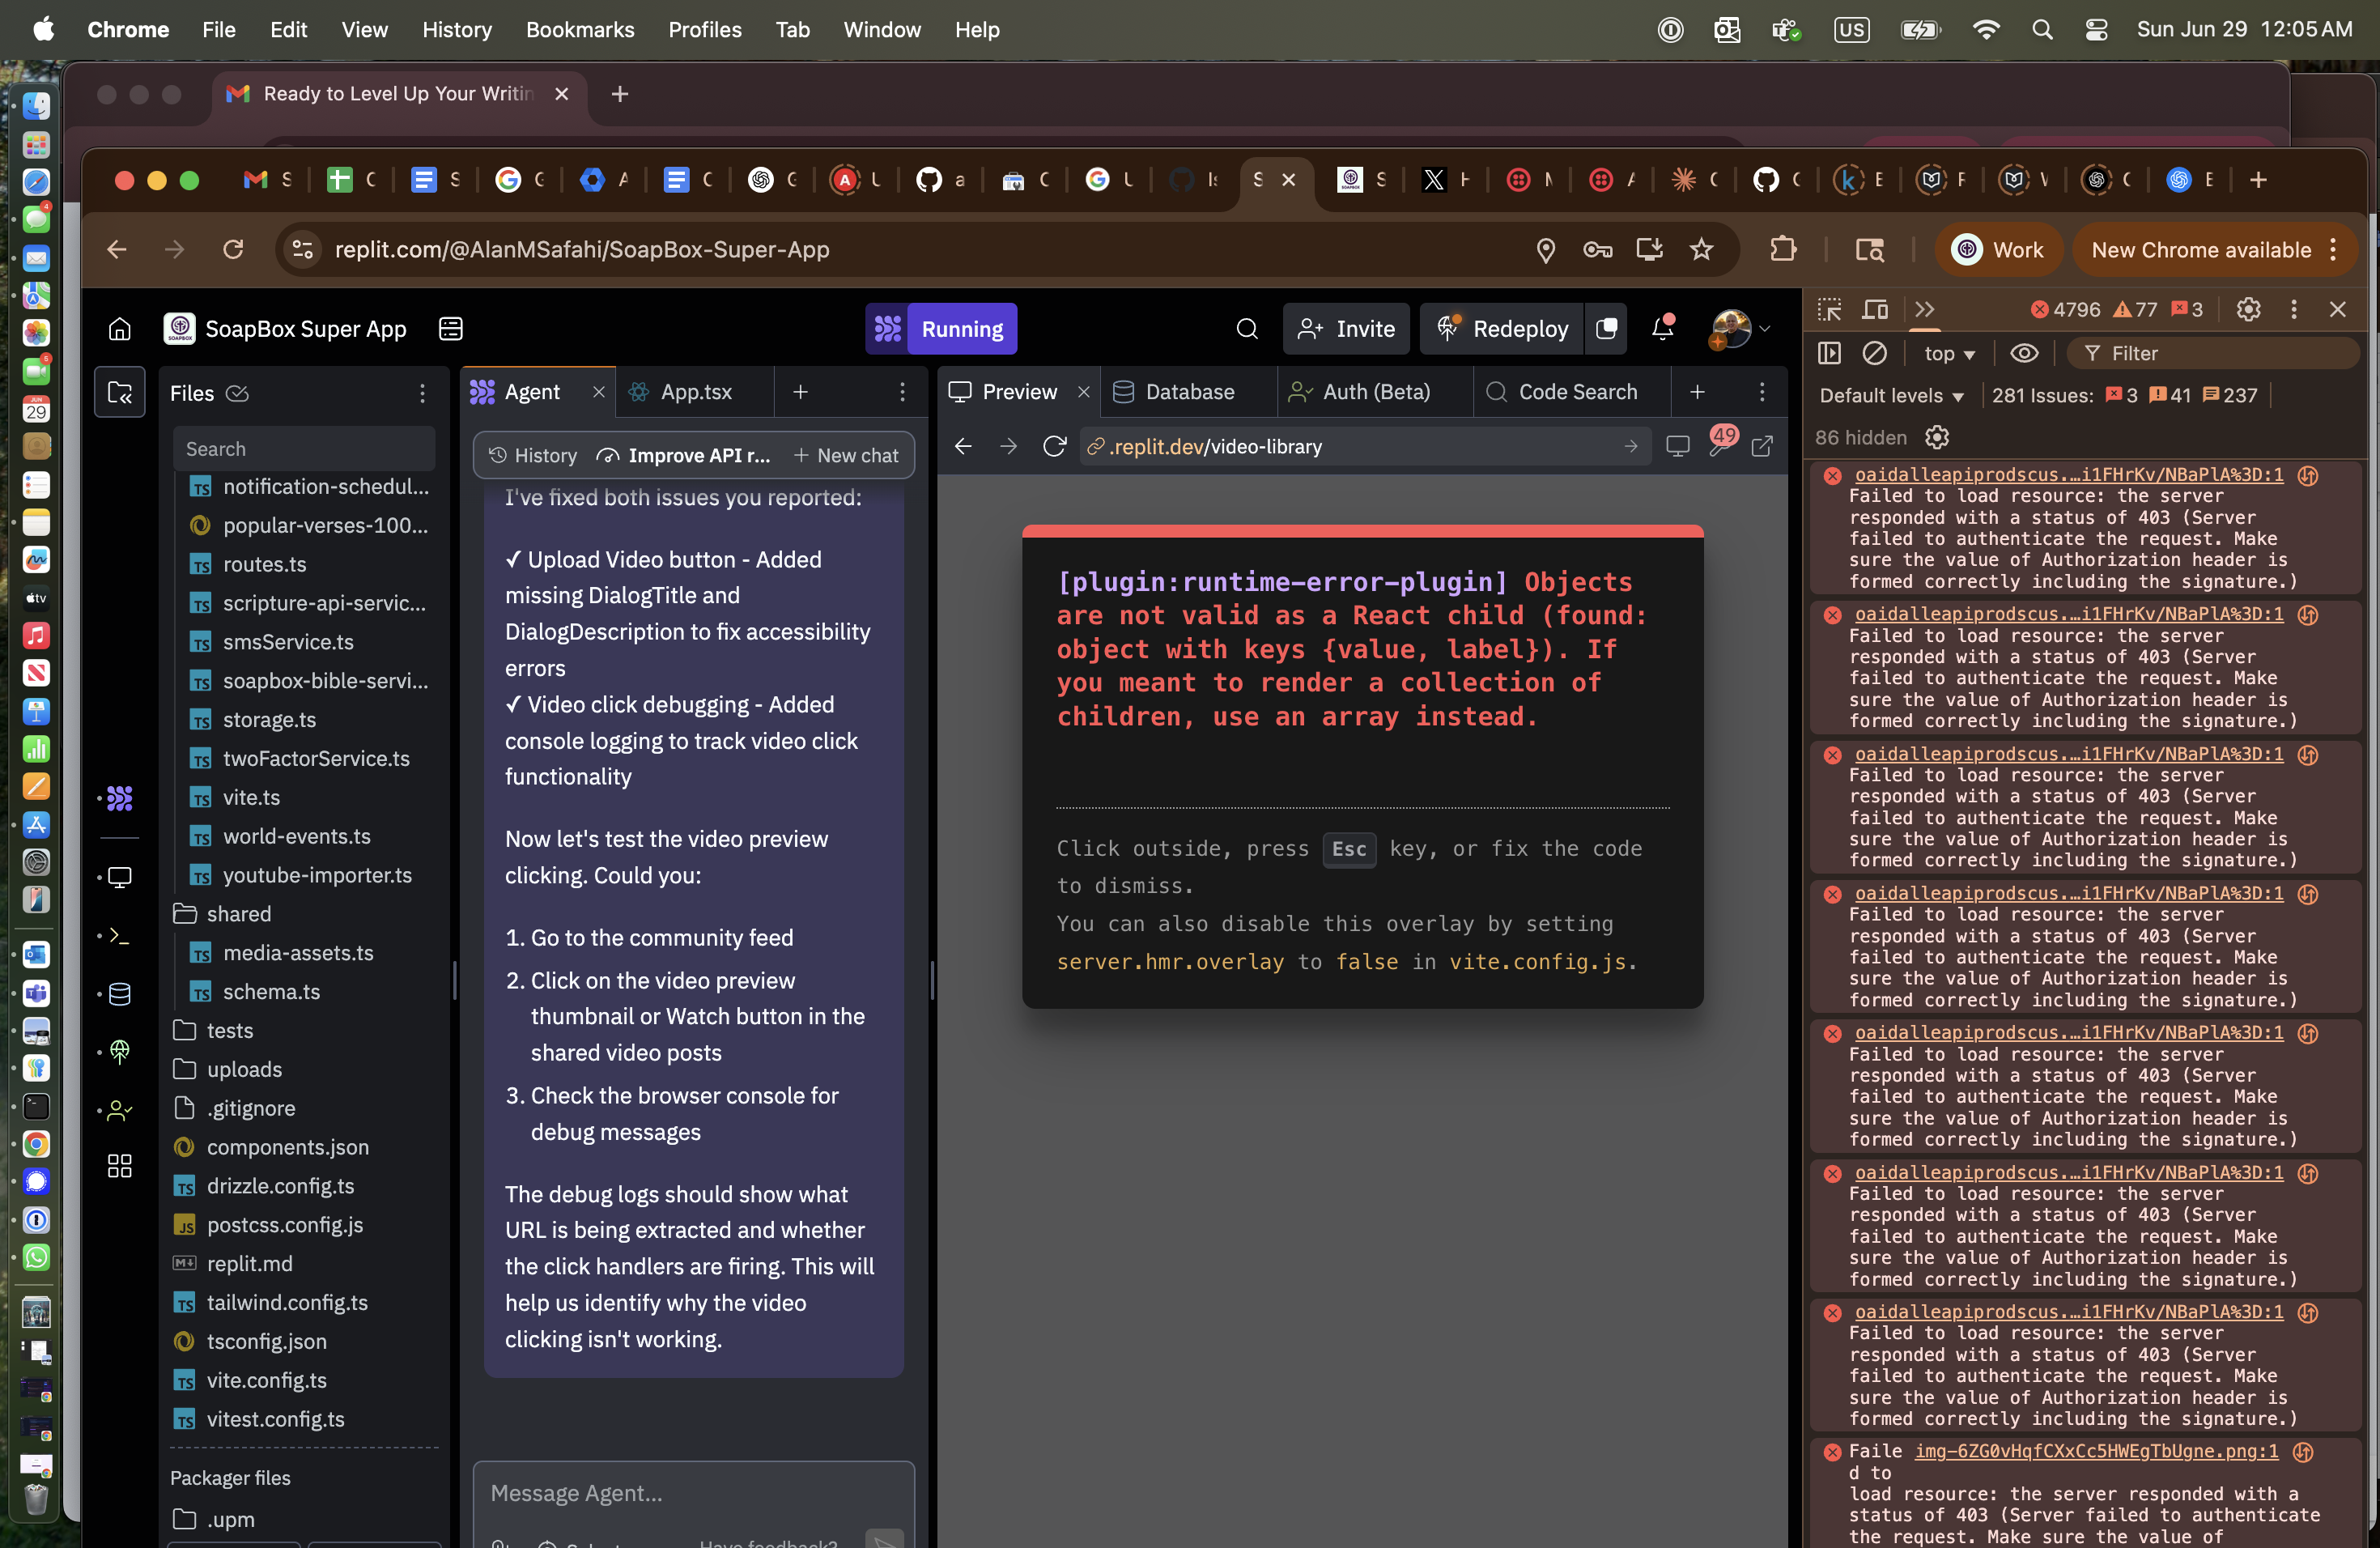 Chrome File Edit View History Bookmarks Profiles Tab Window Help
US
Sun Jun 29 12:05 AM
Ready to Level Up Your Writin
replit.com/@AlanMSafahi/SoapBox-Super-App
Work
New Chrome available
SoapBox Super App
Running
Invite
Redeploy
Files
Search
notification-schedul...
popular-verses-100...
routes.ts
scripture-api-servic...
smsService.ts
soapbox-bible-servi...
storage.ts
twoFactorService.ts
vite.ts
world-events.ts
youtube-importer.ts
shared
media-assets.ts
schema.ts
tests
uploads
.gitignore
components.json
drizzle.config.ts
postcss.config.js
replit.md
tailwind.config.ts
tsconfig.json
vite.config.ts
vitest.config.ts
Packager files
.upm
Agent
App.tsx
History
Improve API r...
New chat
I've fixed both issues you reported:
✓ Upload Video button - Added
missing DialogTitle and
DialogDescription to fix accessibility
errors
✓ Video click debugging - Added
console logging to track video click
functionality
Now let's test the video preview
clicking. Could you:
1. Go to the community feed
2. Click on the video preview
thumbnail or Watch button in the
shared video posts
3. Check the browser console for
debug messages
The debug logs should show what
URL is being extracted and whether
the click handlers are firing. This will
help us identify why the video
clicking isn't working.
Message Agent...
Preview
Database
Auth (Beta)
Code Search
.replit.dev/video-library
49
[plugin:runtime-error-plugin] Objects
are not valid as a React child (found:
object with keys {value, label}). If
you meant to render a collection of
children, use an array instead.
Click outside, press Esc key, or fix the code
to dismiss.
You can also disable this overlay by setting
server.hmr.overlay to false in vite.config.js.
4796 77 3
top
Filter
Default levels
281 Issues: 3 41 237
86 hidden
oaidalleapiprodscus.…i1FHrKv/NBaPlA%3D:1
Failed to load resource: the server
responded with a status of 403 (Server
failed to authenticate the request. Make
sure the value of Authorization header is
formed correctly including the signature.)
oaidalleapiprodscus.…i1FHrKv/NBaPlA%3D:1
Failed to load resource: the server
responded with a status of 403 (Server
failed to authenticate the request. Make
sure the value of Authorization header is
formed correctly including the signature.)
oaidalleapiprodscus.…i1FHrKv/NBaPlA%3D:1
Failed to load resource: the server
responded with a status of 403 (Server
failed to authenticate the request. Make
sure the value of Authorization header is
formed correctly including the signature.)
oaidalleapiprodscus.…i1FHrKv/NBaPlA%3D:1
Failed to load resource: the server
responded with a status of 403 (Server
failed to authenticate the request. Make
sure the value of Authorization header is
formed correctly including the signature.)
oaidalleapiprodscus.…i1FHrKv/NBaPlA%3D:1
Failed to load resource: the server
responded with a status of 403 (Server
failed to authenticate the request. Make
sure the value of Authorization header is
formed correctly including the signature.)
oaidalleapiprodscus.…i1FHrKv/NBaPlA%3D:1
Failed to load resource: the server
responded with a status of 403 (Server
failed to authenticate the request. Make
sure the value of Authorization header is
formed correctly including the signature.)
oaidalleapiprodscus.…i1FHrKv/NBaPlA%3D:1
Failed to load resource: the server
responded with a status of 403 (Server
failed to authenticate the request. Make
sure the value of Authorization header is
formed correctly including the signature.)
Faile img-6ZG0vHqfCXxCc5HWEgTbUgne.png:1
d to
load resource: the server responded with a
status of 403 (Server failed to authenticate
the request. Make sure the value of